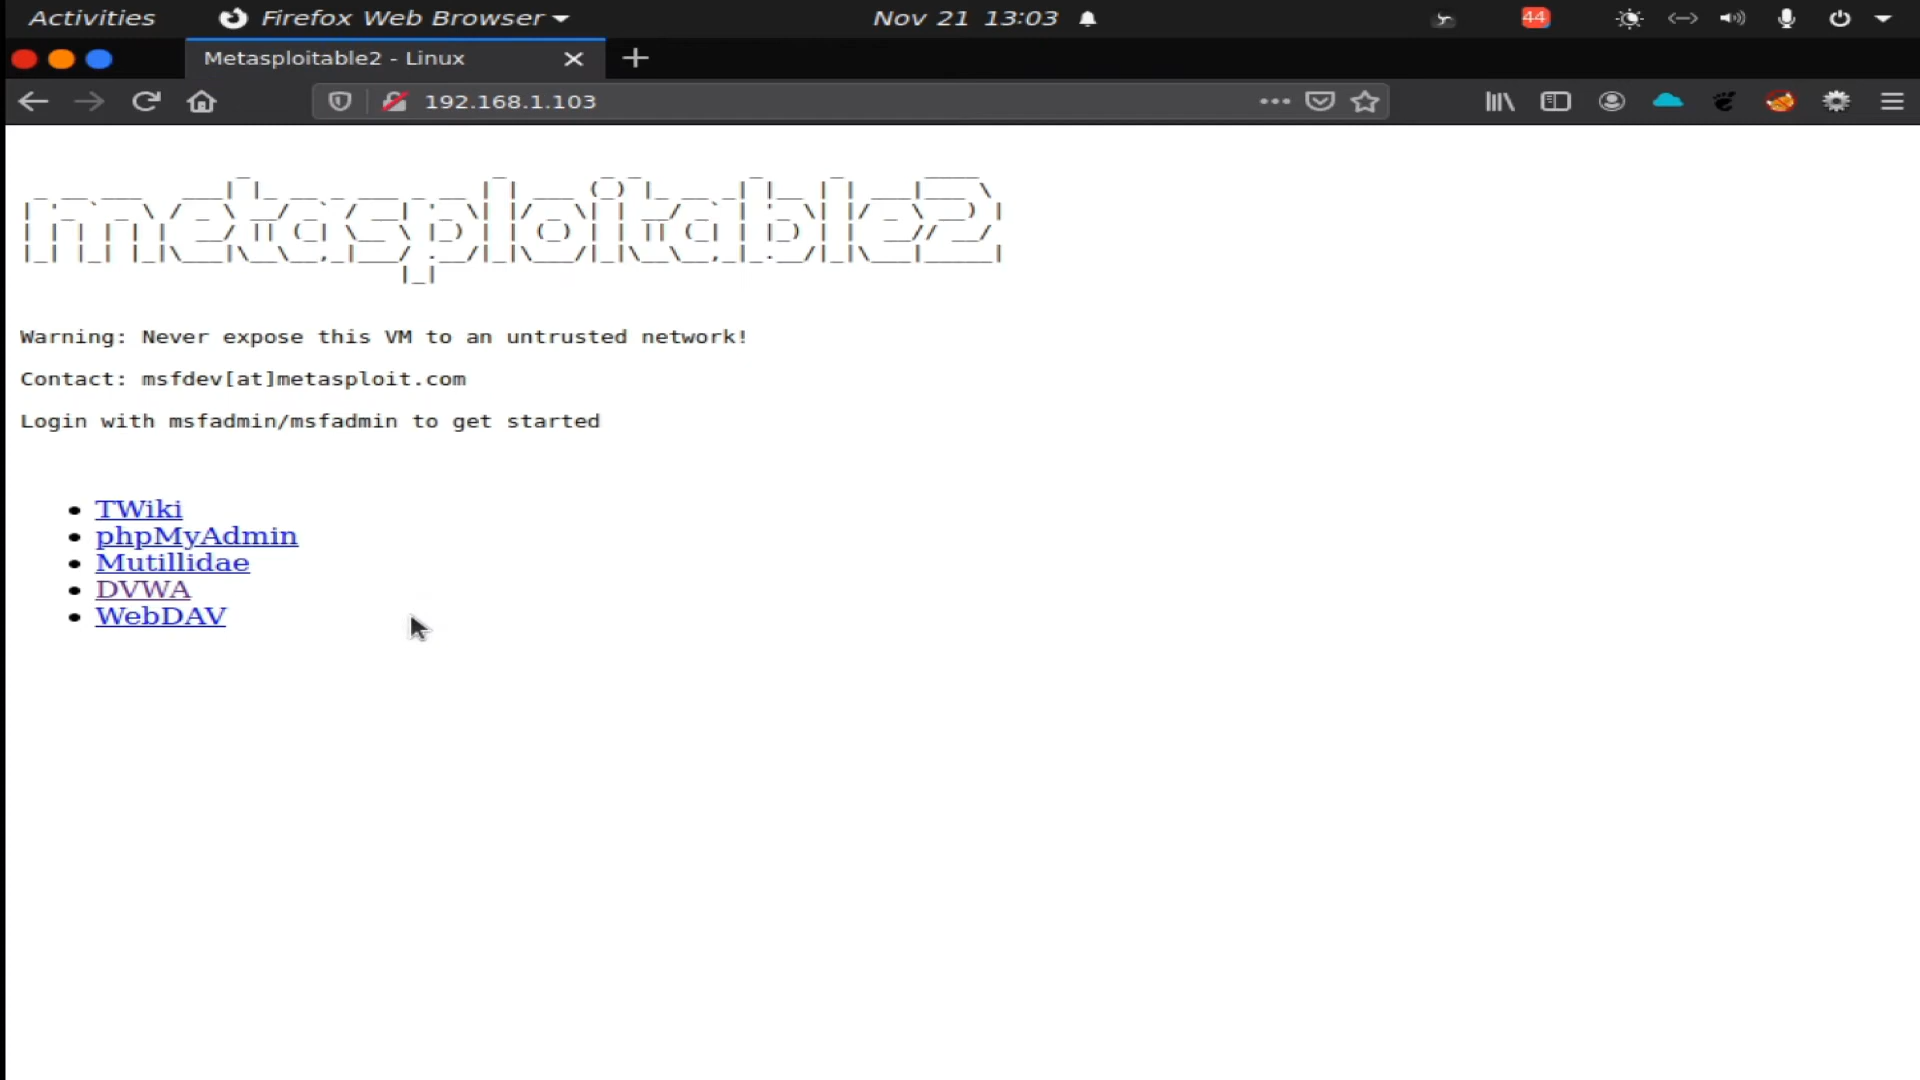 Activities Firefox Web Browser Nov 21 13:03 44
Metasploitable2 - Linux
192.168.1.103
metasploitable2
Warning: Never expose this VM to an untrusted network!
Contact: msfdev[at]metasploit.com
Login with msfadmin/msfadmin to get started
TWiki
phpMyAdmin
Mutillidae
DVWA
WebDAV